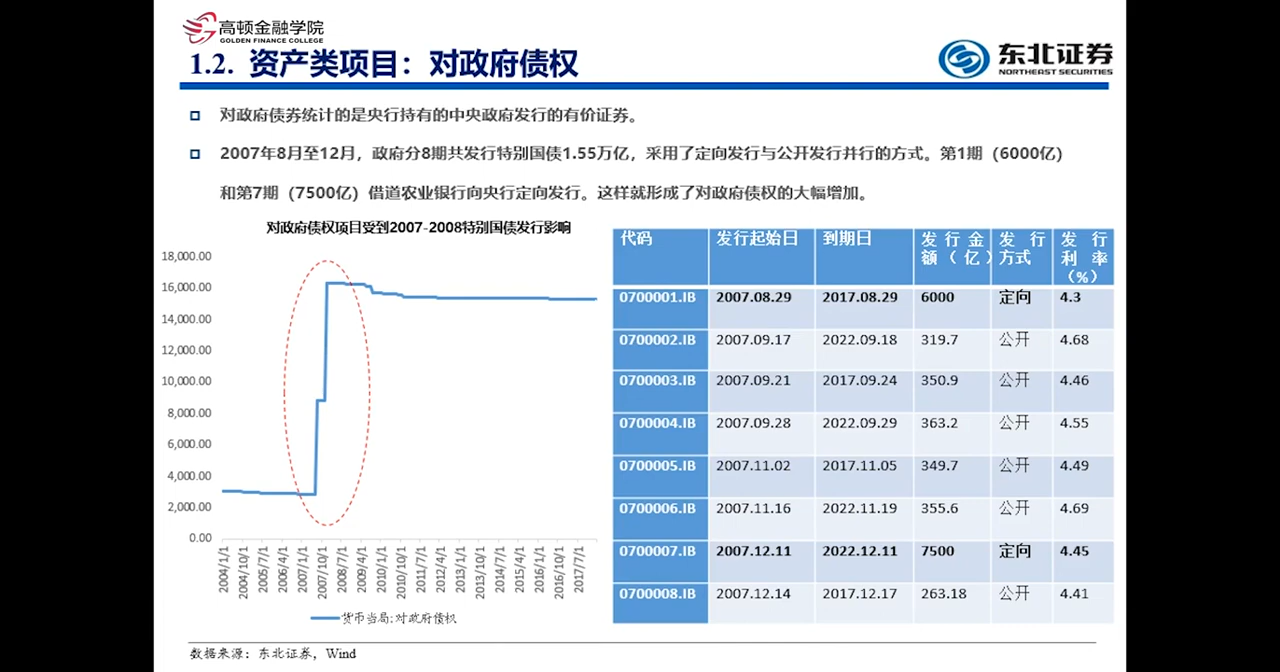 高顿金融学院
GOLDEN FINANCE COLLEGE
1.2. 资产类项目：对政府债权
东北证券
NORTHEAST SECURITIES
对政府债券统计的是央行持有的中央政府发行的有价证券。
2007年8月至12月，政府分8期共发行特别国债1.55万亿，采用了定向发行与公开发行并行的方式。第1期（6000亿）
和第7期（7500亿）借道农业银行向央行定向发行。这样就形成了对政府债权的大幅增加。
对政府债权项目受到2007-2008特别国债发行影响
18,000.00
16,000.00
14,000.00
12,000.00
10,000.00
8,000.00
6,000.00
4,000.00
2,000.00
0.00
2004/1/1 2004/10/1 2005/7/1 2006/4/1 2007/1/1 2007/10/1 2008/7/1 2009/4/1 2010/1/1 2010/10/1 2011/7/1 2012/4/1 2013/1/1 2013/10/1 2014/7/1 2015/4/1 2016/1/1 2016/10/1 2017/7/1
货币当局:对政府债权
代码 发行起始日 到期日 发行金额（亿） 发行方式 发行利率（%）
0700001.IB 2007.08.29 2017.08.29 6000 定向 4.3
0700002.IB 2007.09.17 2022.09.18 319.7 公开 4.68
0700003.IB 2007.09.21 2017.09.24 350.9 公开 4.46
0700004.IB 2007.09.28 2022.09.29 363.2 公开 4.55
0700005.IB 2007.11.02 2017.11.05 349.7 公开 4.49
0700006.IB 2007.11.16 2022.11.19 355.6 公开 4.69
0700007.IB 2007.12.11 2022.12.11 7500 定向 4.45
0700008.IB 2007.12.14 2017.12.17 263.18 公开 4.41
数据来源：东北证券，Wind